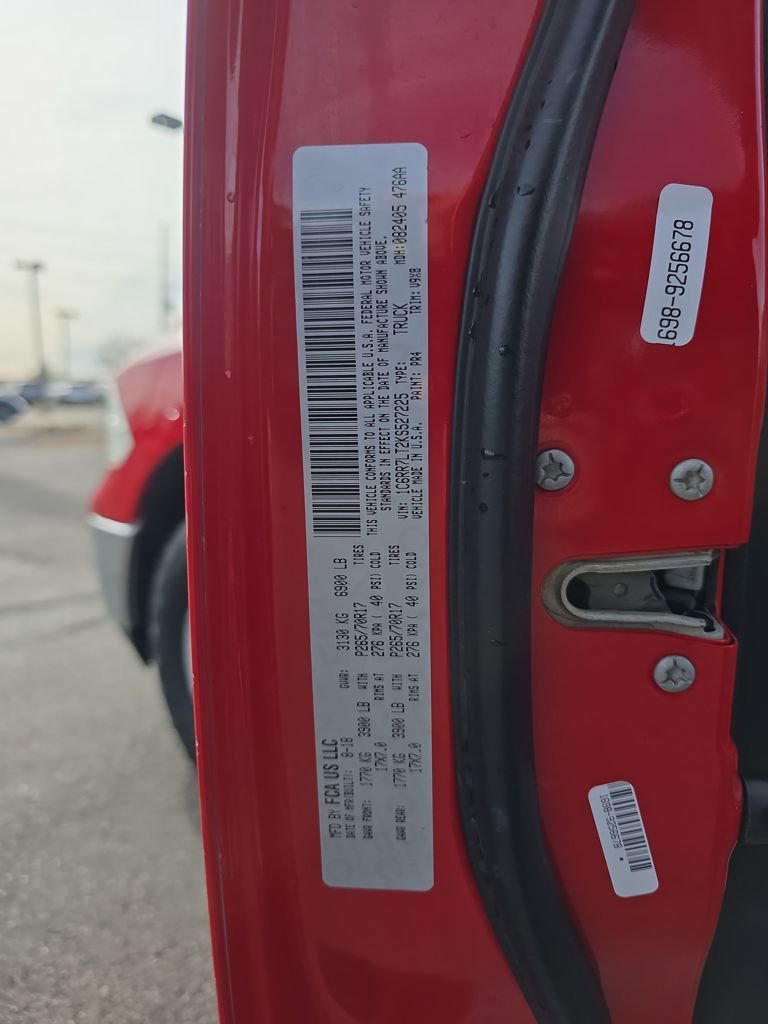 MFD BY FCA US LLC
DATE OF MFR(BUILT): 8-18 GVWR: 3130 KG 6900 LB
GAWR FRONT: 1770 KG 3900 LB WITH P265/70R17 TIRES
17X7.0 RIMS AT 276 KPA ( 40 PSI) COLD
GAWR REAR: 1770 KG 3900 LB WITH P265/70R17 TIRES
17X7.0 RIMS AT 276 KPA ( 40 PSI) COLD
THIS VEHICLE CONFORMS TO ALL APPLICABLE U.S.A. FEDERAL MOTOR VEHICLE SAFETY
STANDARDS IN EFFECT ON THE DATE OF MANUFACTURE SHOWN ABOVE.
VIN: 1C6RR7LT2KS527225 TYPE: TRUCK MDH:082405 476AA
VEHICLE MADE IN U.S.A. PAINT: PR4 TRIM: V9X8
698-9256678
1698-9256678